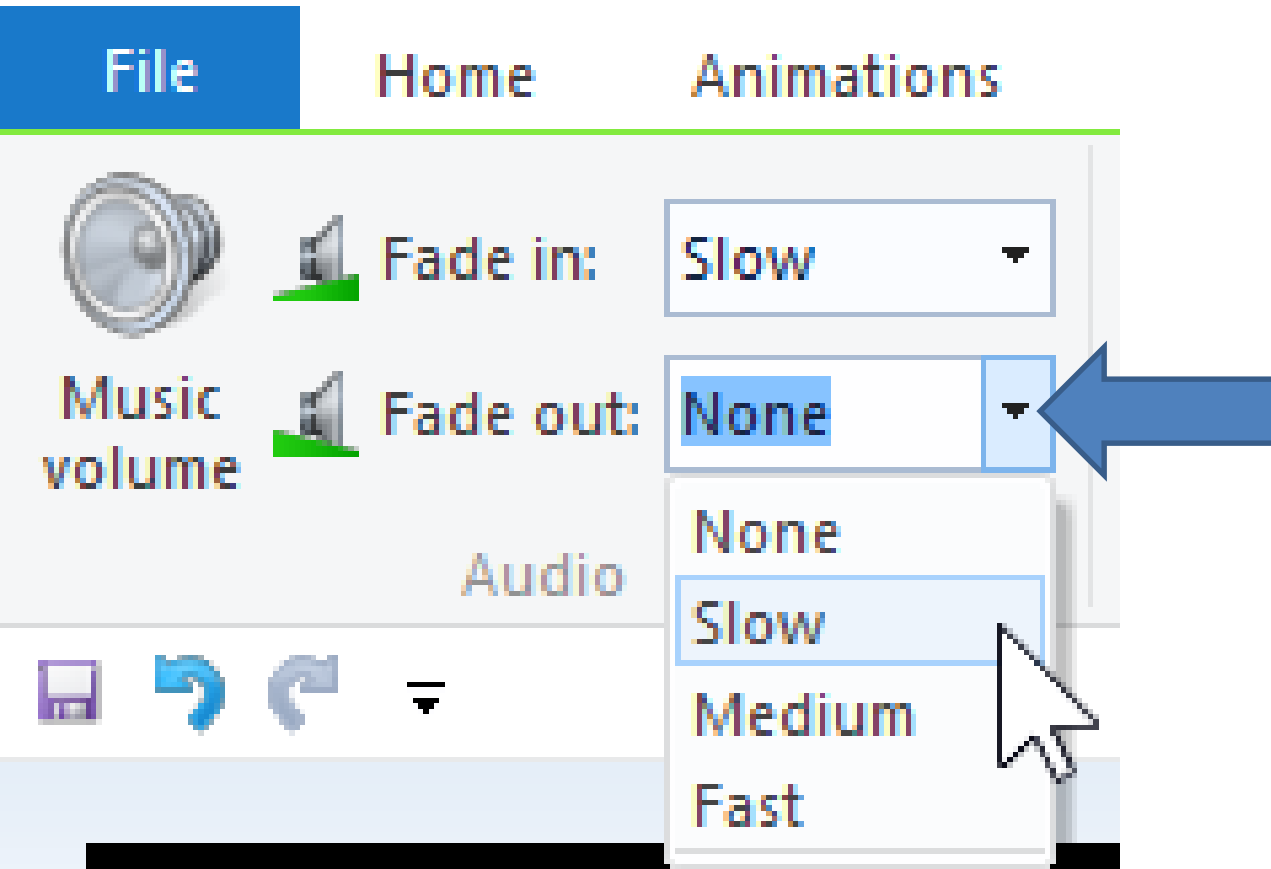 File Home Animations
Fade in: Slow
Music volume
Fade out: None
None
Slow
Medium
Fast
Audio